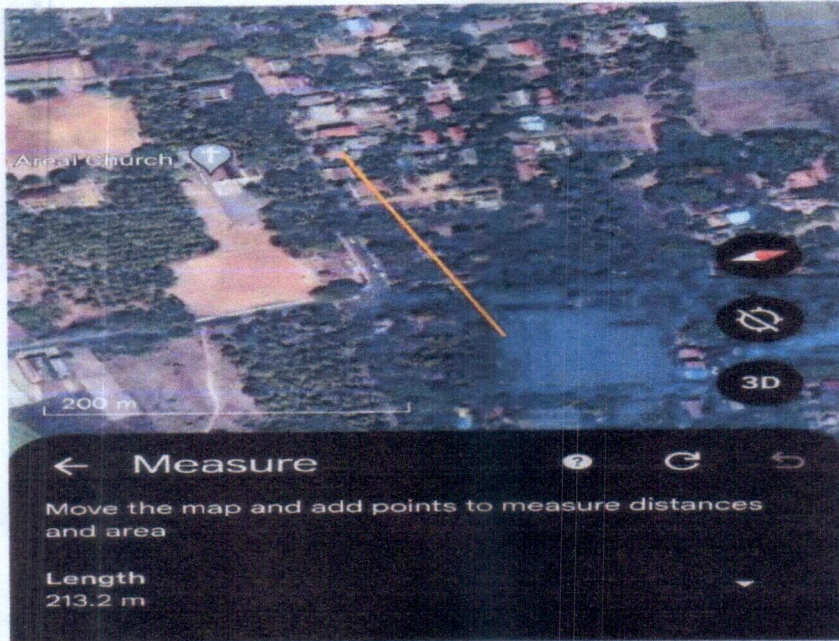 Areal Church
3D
200 m
Measure
?
Move the map and add points to measure distances
and area
Length
213.2 m